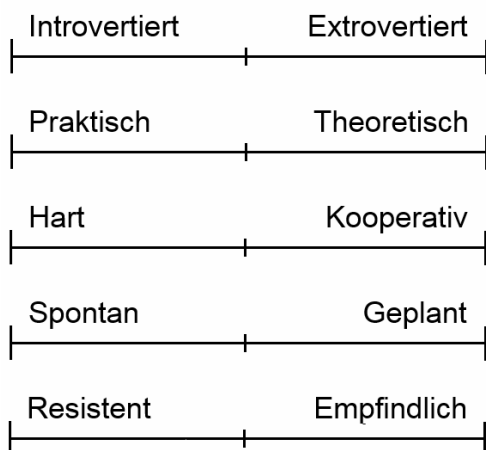 Introvertiert Extrovertiert
Praktisch Theoretisch
Hart Kooperativ
Spontan Geplant
Resistent Empfindlich